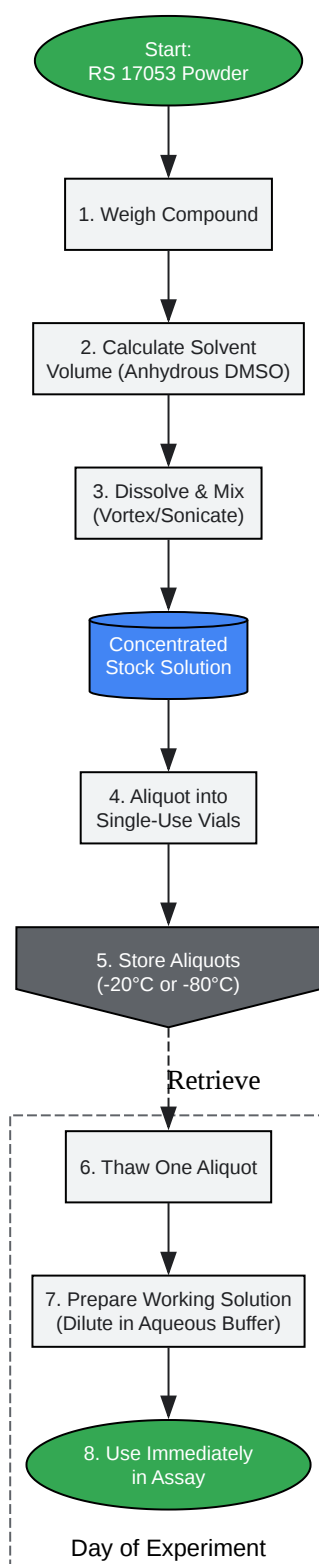 Start:
RS 17053 Powder
1. Weigh Compound
2. Calculate Solvent
Volume (Anhydrous DMSO)
3. Dissolve & Mix
(Vortex/Sonicate)
Concentrated
Stock Solution
4. Aliquot into
Single-Use Vials
5. Store Aliquots
(-20°C or -80°C)
Retrieve
6. Thaw One Aliquot
7. Prepare Working Solution
(Dilute in Aqueous Buffer)
8. Use Immediately
in Assay
Day of Experiment